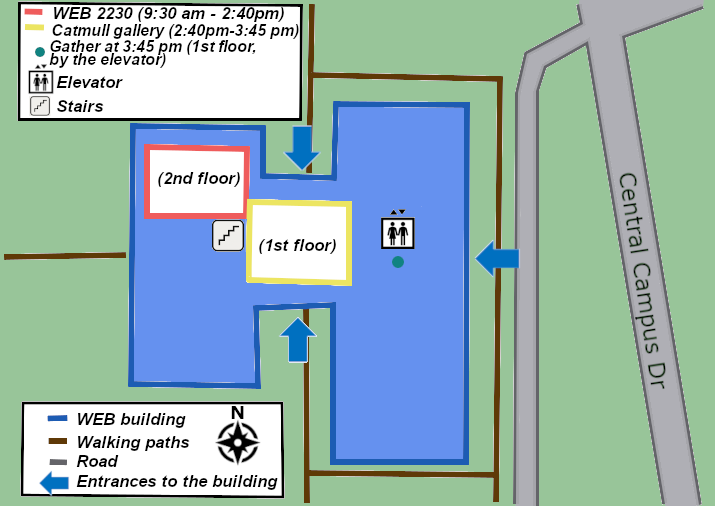 WEB 2230 (9:30 am - 2:40pm)
Catmull gallery (2:40pm-3:45 pm)
Gather at 3:45 pm (1st floor,
by the elevator)
Elevator
Stairs
(2nd floor)
(1st floor)
Central Campus Dr
WEB building
Walking paths
Road
Entrances to the building
N